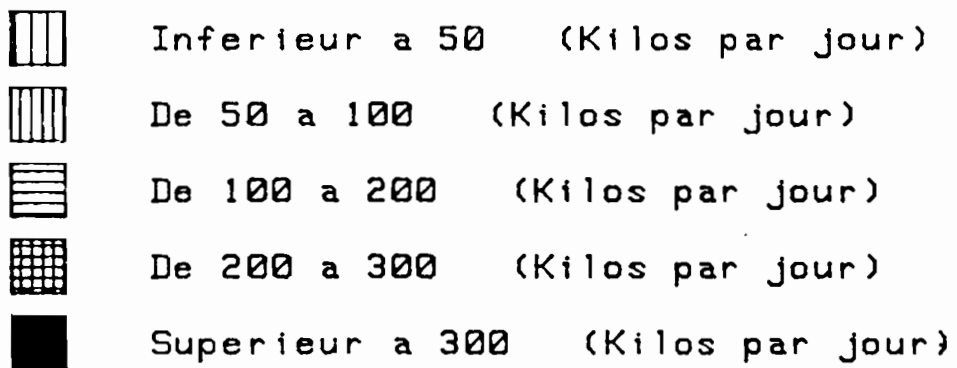 Inferieur a 50 (Kilos par jour)
De 50 a 100 (Kilos par jour)
De 100 a 200 (Kilos par jour)
De 200 a 300 (Kilos par jour)
Superieur a 300 (Kilos par jour)